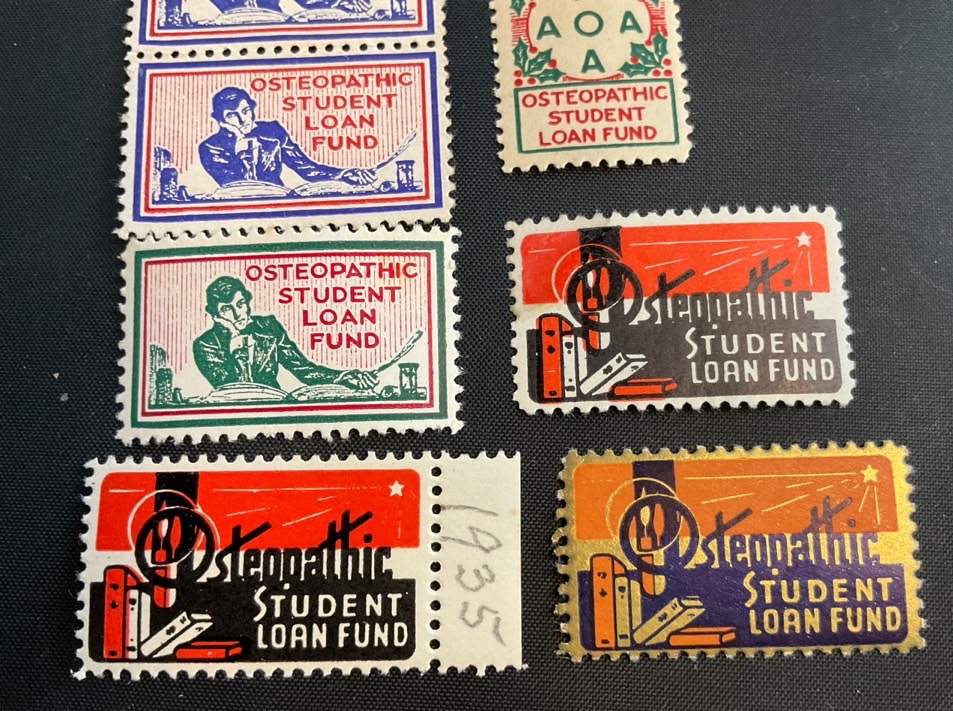 OSTEOPATHIC
STUDENT
LOAN
FUND
A O A
A
OSTEOPATHIC
STUDENT
LOAN FUND
OSTEOPATHIC
STUDENT
LOAN
FUND
Osteopathic
STUDENT
LOAN FUND
Osteopathic
STUDENT
LOAN FUND
1935
Osteopathic
STUDENT
LOAN FUND